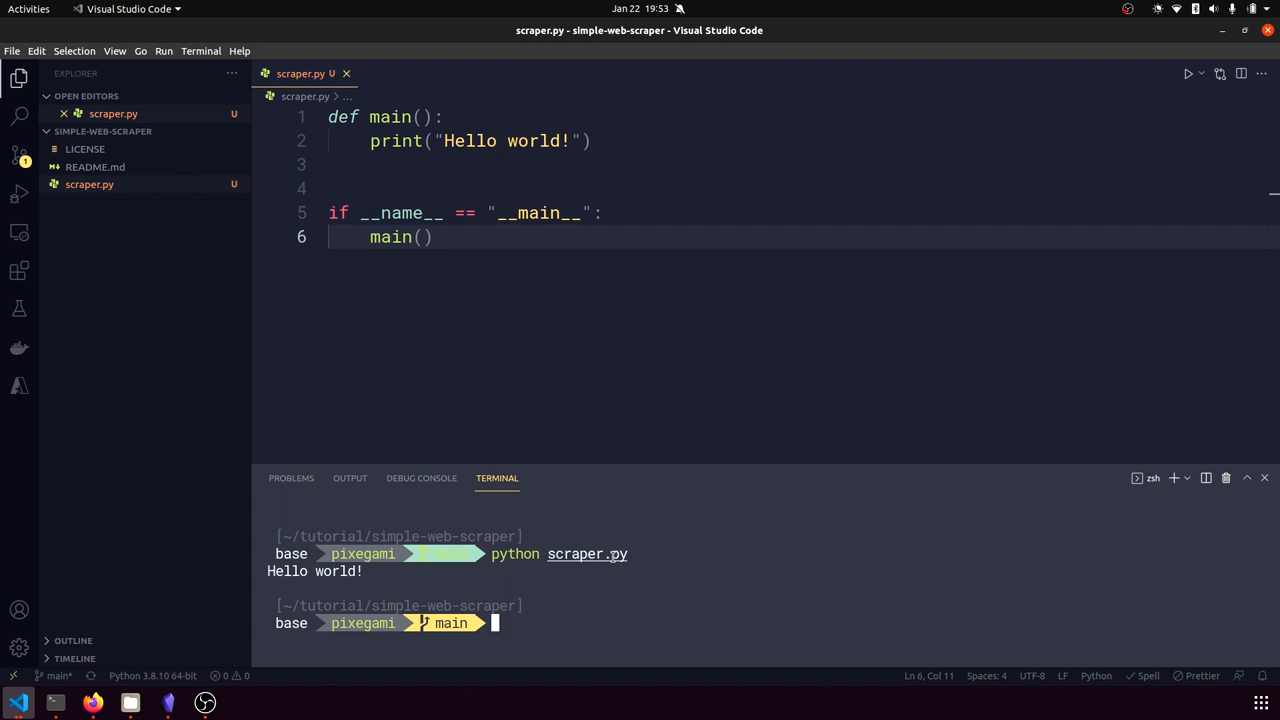 Activities
Visual Studio Code
Jan 22 19:53
scraper.py - simple-web-scraper - Visual Studio Code
File Edit Selection View Go Run Terminal Help
EXPLORER
OPEN EDITORS
scraper.py U
SIMPLE-WEB-SCRAPER
LICENSE
README.md
scraper.py U
1
scraper.py U
scraper.py > ...
1 def main():
2     print("Hello world!")
3
4
5 if __name__ == "__main__":
6     main()
PROBLEMS OUTPUT DEBUG CONSOLE TERMINAL
zsh
[~/tutorial/simple-web-scraper]
base pixegami main python scraper.py
Hello world!
[~/tutorial/simple-web-scraper]
base pixegami main
OUTLINE
TIMELINE
main* Python 3.8.10 64-bit 0 0 Ln 6, Col 11 Spaces: 4 UTF-8 LF Python Spell Prettier